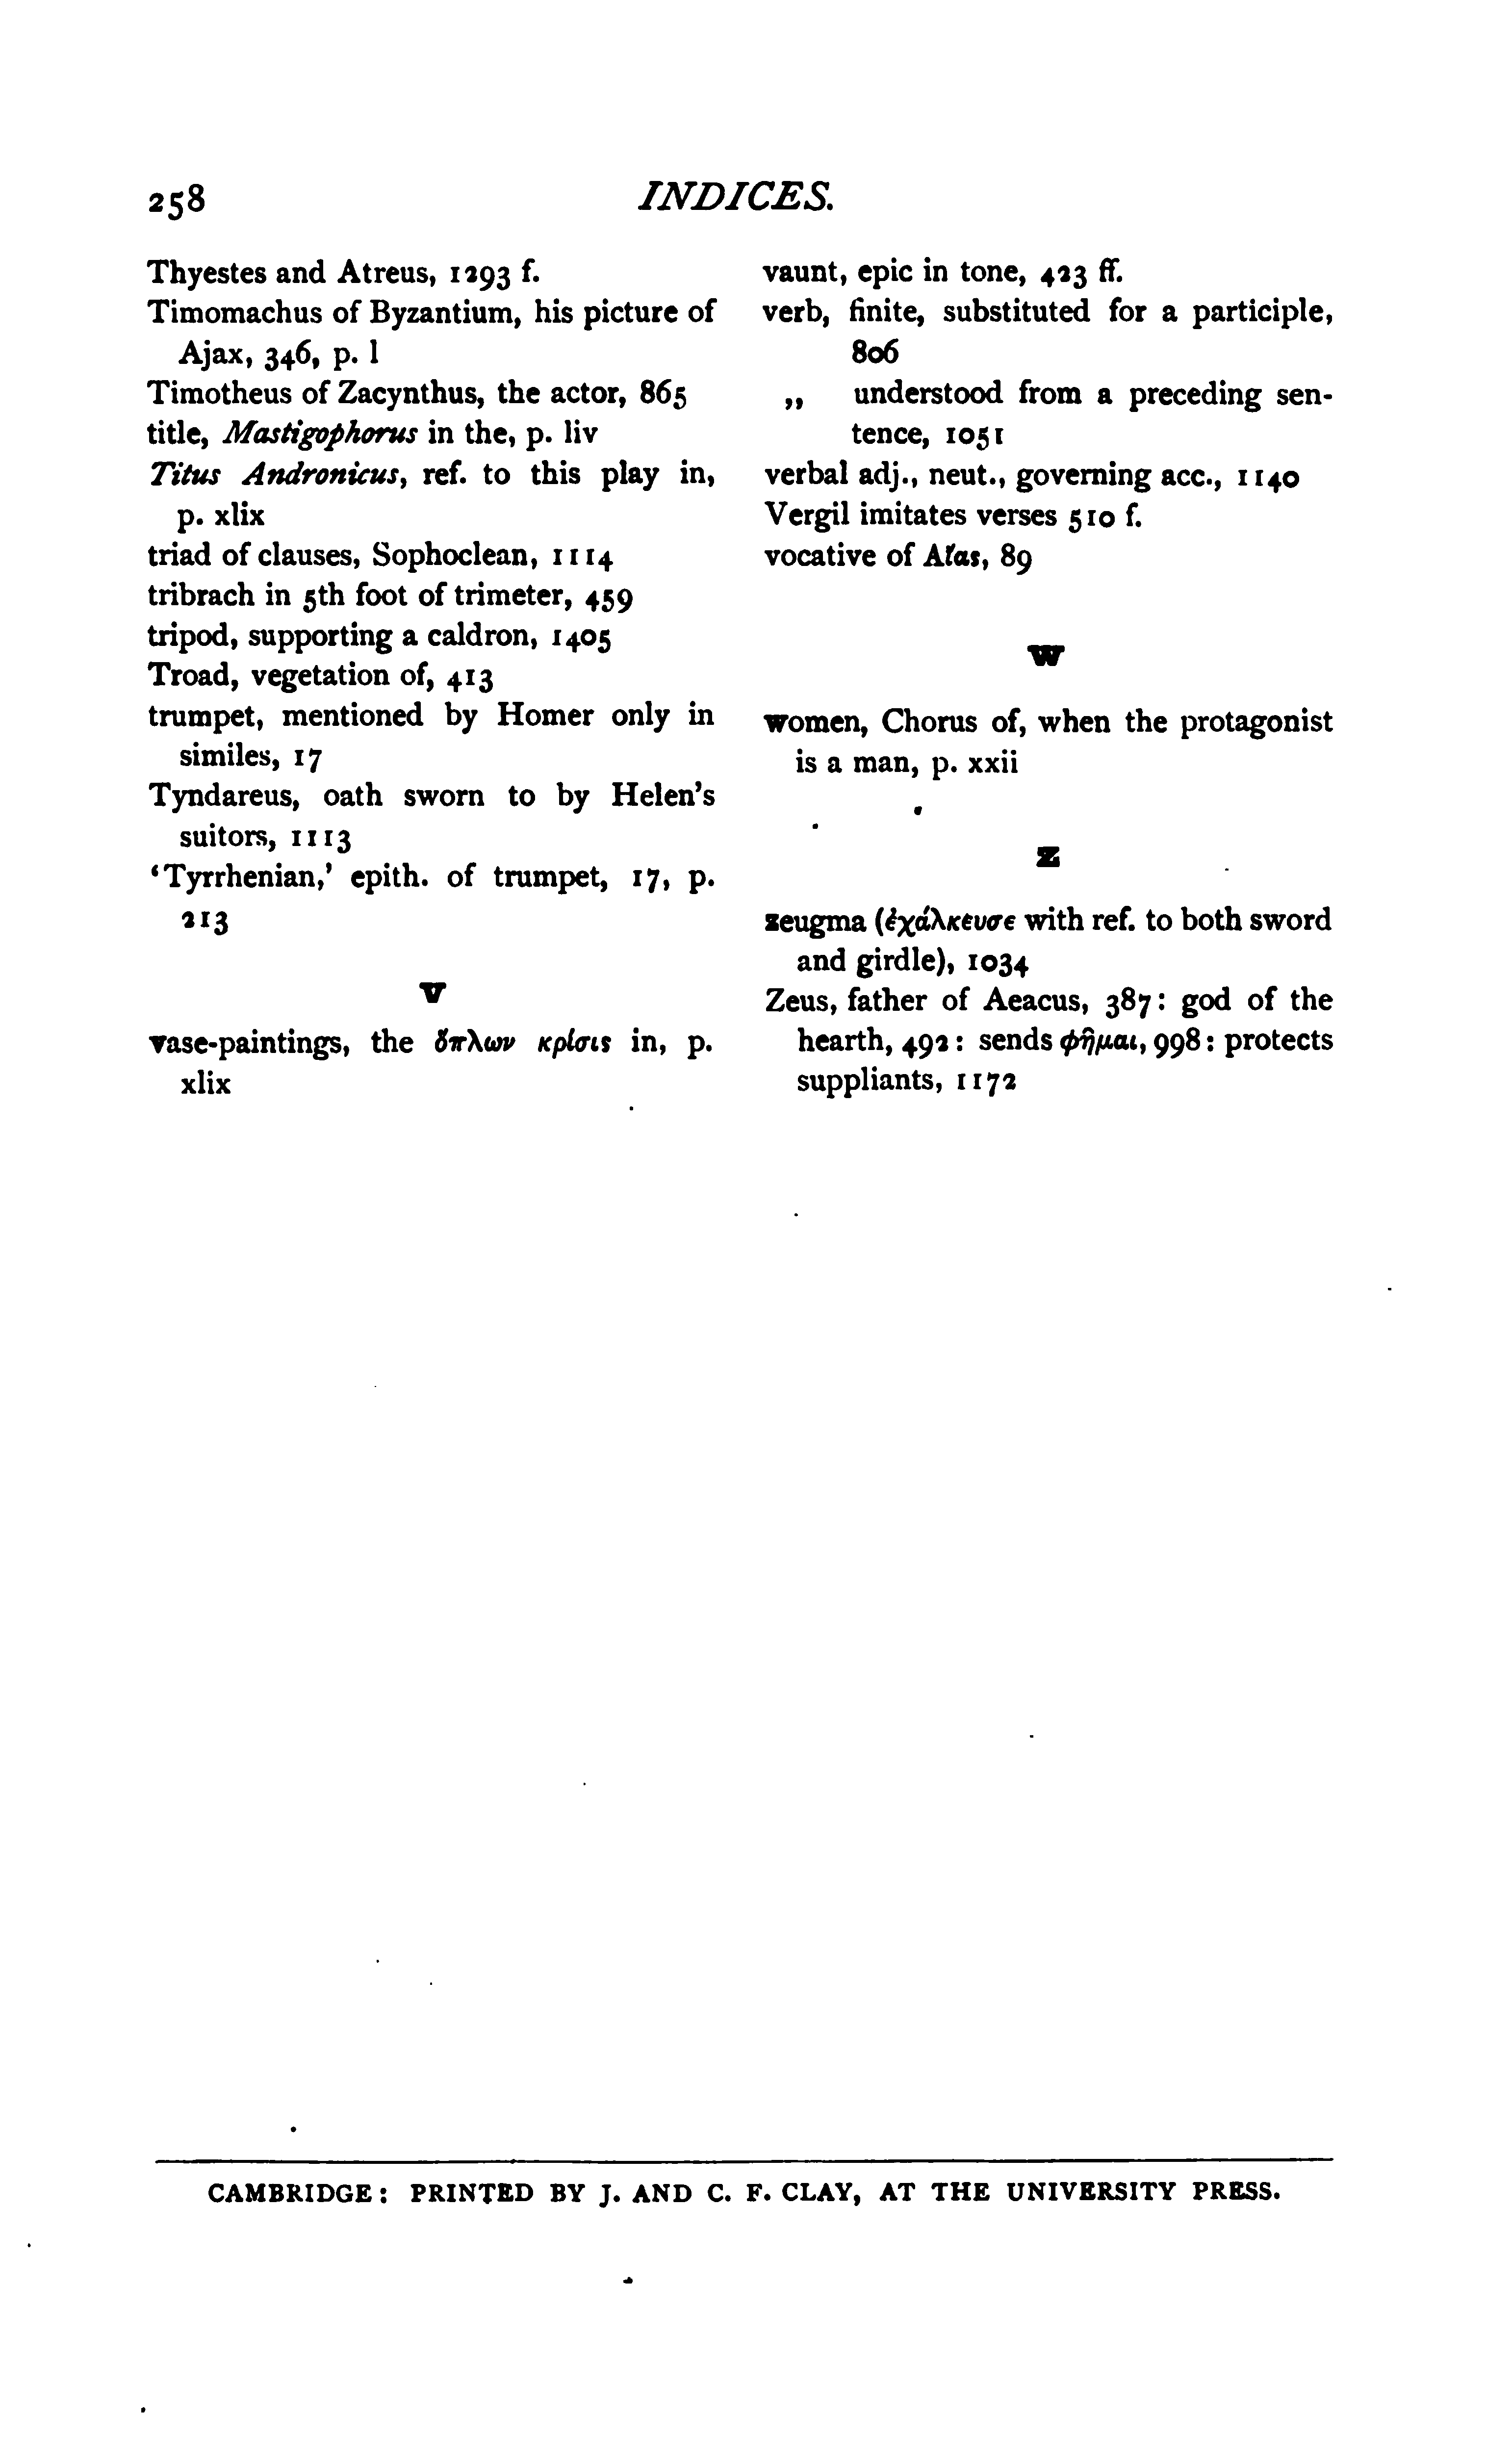 258
INDICES.
Thyestes and Atreus, 1293 f.
Timomachus of Byzantium, his picture of
Ajax, 346, p. l
Timotheus of Zacynthus, the actor, 865
title, Mastigophorus in the, p. liv
Titus Andronicus, ref. to this play in,
p. xlix
triad of clauses, Sophoclean, 1114
tribrach in 5th foot of trimeter, 459
tripod, supporting a caldron, 1405
Troad, vegetation of, 413
trumpet, mentioned by Homer only in
similes, 17
Tyndareus, oath sworn to by Helen's
suitors, 1113
‘Tyrrhenian,’ epith. of trumpet, 17, p.
213
V
vase-paintings, the ὅπλων κρίσις in, p.
xlix
vaunt, epic in tone, 423 ff.
verb, finite, substituted for a participle,
806
„ understood from a preceding sen-
tence, 1051
verbal adj., neut., governing acc., 1140
Vergil imitates verses 510 f.
vocative of Αἴας, 89
W
women, Chorus of, when the protagonist
is a man, p. xxii
Z
zeugma (ἐχάλκευσε with ref. to both sword
and girdle), 1034
Zeus, father of Aeacus, 387: god of the
hearth, 492: sends φῆμαι, 998: protects
suppliants, 1172
CAMBRIDGE: PRINTED BY J. AND C. F. CLAY, AT THE UNIVERSITY PRESS.